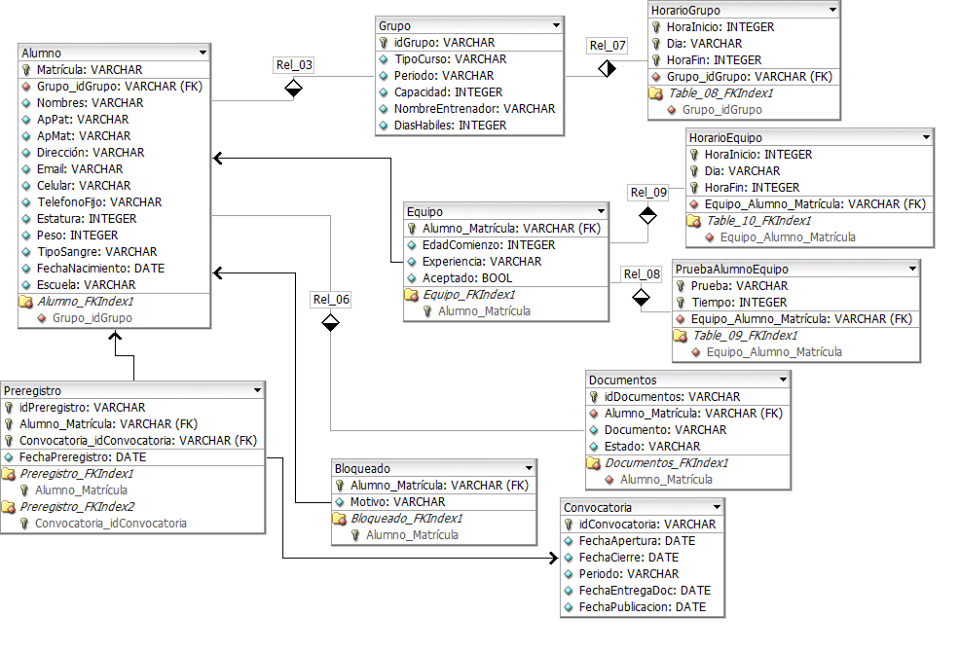 Alumno
Matrícula: VARCHAR
Grupo_idGrupo: VARCHAR (FK)
Nombres: VARCHAR
ApPat: VARCHAR
ApMat: VARCHAR
Dirección: VARCHAR
Email: VARCHAR
Celular: VARCHAR
TelefonoFijo: VARCHAR
Estatura: INTEGER
Peso: INTEGER
TipoSangre: VARCHAR
FechaNacimiento: DATE
Escuela: VARCHAR
Alumno_FKIndex1
Grupo_idGrupo
Rel_03
Grupo
idGrupo: VARCHAR
TipoCurso: VARCHAR
Periodo: VARCHAR
Capacidad: INTEGER
NombreEntrenador: VARCHAR
DiasHabiles: INTEGER
Rel_07
HorarioGrupo
HoraInicio: INTEGER
Dia: VARCHAR
HoraFin: INTEGER
Grupo_idGrupo: VARCHAR (FK)
Table_08_FKIndex1
Grupo_idGrupo
HorarioEquipo
HoraInicio: INTEGER
Dia: VARCHAR
HoraFin: INTEGER
Equipo_Alumno_Matrícula: VARCHAR (FK)
Table_10_FKIndex1
Equipo_Alumno_Matrícula
Rel_09
Equipo
Alumno_Matrícula: VARCHAR (FK)
EdadComienzo: INTEGER
Experiencia: VARCHAR
Aceptado: BOOL
Equipo_FKIndex1
Alumno_Matrícula
Rel_08
PruebaAlumnoEquipo
Prueba: VARCHAR
Tiempo: INTEGER
Equipo_Alumno_Matrícula: VARCHAR (FK)
Table_09_FKIndex1
Equipo_Alumno_Matrícula
Rel_06
Documentos
idDocumentos: VARCHAR
Alumno_Matrícula: VARCHAR (FK)
Documento: VARCHAR
Estado: VARCHAR
Documentos_FKIndex1
Alumno_Matrícula
Preregistro
idPreregistro: VARCHAR
Alumno_Matrícula: VARCHAR (FK)
Convocatoria_idConvocatoria: VARCHAR (FK)
FechaPreregistro: DATE
Preregistro_FKIndex1
Alumno_Matrícula
Preregistro_FKIndex2
Convocatoria_idConvocatoria
Bloqueado
Alumno_Matrícula: VARCHAR (FK)
Motivo: VARCHAR
Bloqueado_FKIndex1
Alumno_Matrícula
Convocatoria
idConvocatoria: VARCHAR
FechaApertura: DATE
FechaCierre: DATE
Periodo: VARCHAR
FechaEntregaDoc: DATE
FechaPublicacion: DATE